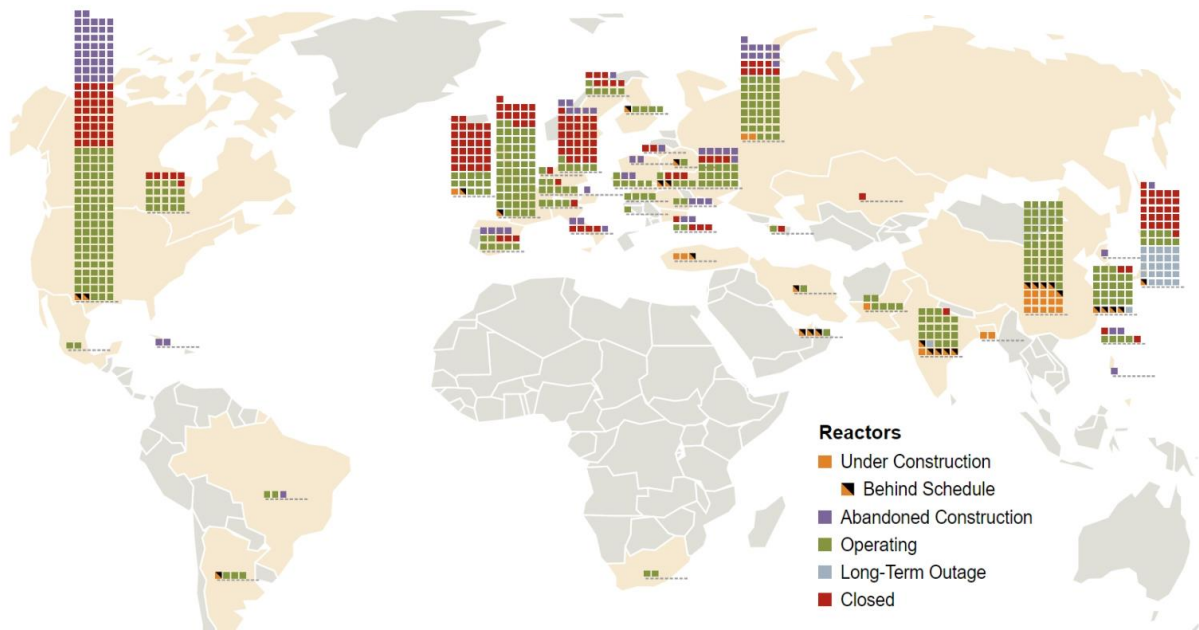 Reactors
Under Construction
Behind Schedule
Abandoned Construction
Operating
Long-Term Outage
Closed